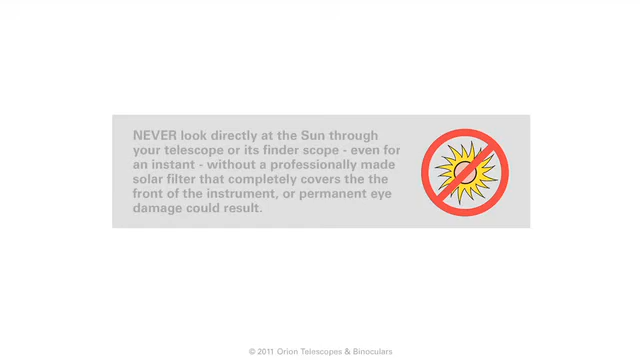 NEVER look directly at the Sun through
your telescope or its finder scope - even for
an instant - without a professionally made
solar filter that completely covers the the
front of the instrument, or permanent eye
damage could result.
© 2011 Orion Telescopes & Binoculars